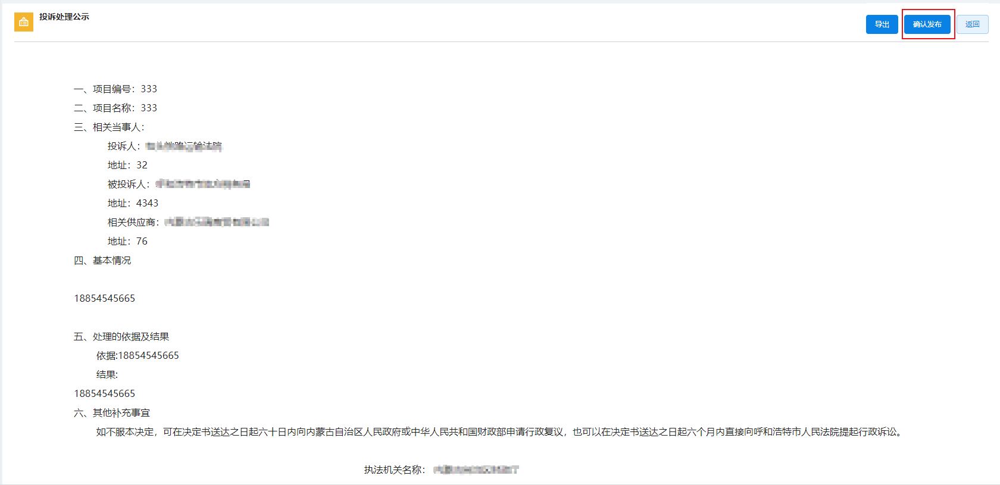 投诉处理公示
导出 确认发布 返回
一、项目编号：333
二、项目名称：333
三、相关当事人：
投诉人：
地址：32
被投诉人：
地址：4343
相关供应商：
地址：76
四、基本情况
18854545665
五、处理的依据及结果
依据:18854545665
结果:
18854545665
六、其他补充事宜
如不服本决定，可在决定书送达之日起六十日内向内蒙古自治区人民政府或中华人民共和国财政部申请行政复议，也可以在决定书送达之日起六个月内直接向呼和浩特市人民法院提起行政诉讼。
执法机关名称：